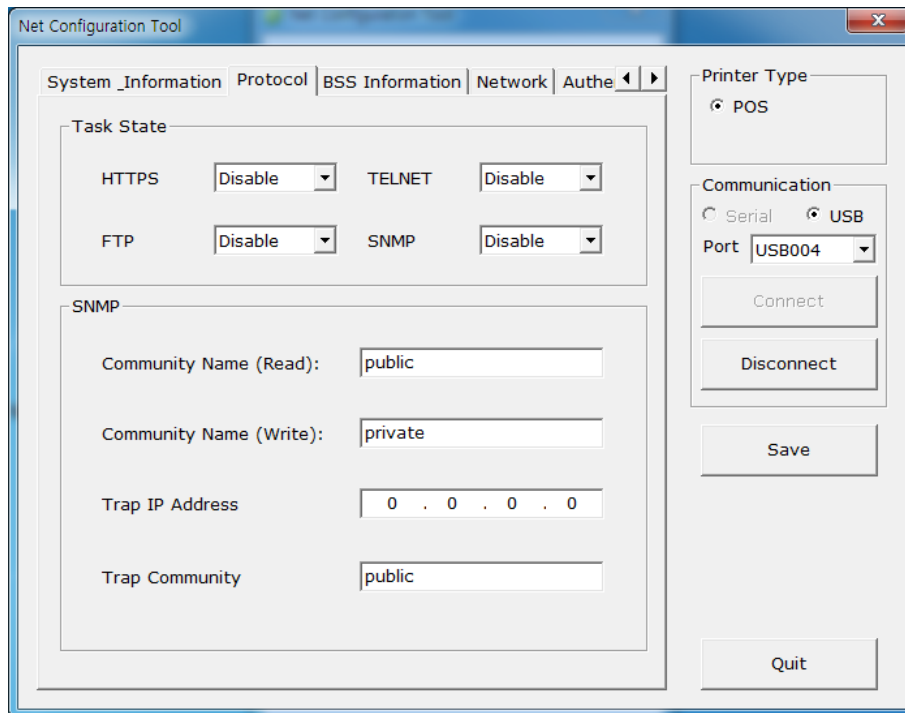 Net Configuration Tool
System _Information Protocol BSS Information Network Authe
Task State
HTTPS Disable TELNET Disable
FTP Disable SNMP Disable
SNMP
Community Name (Read): public
Community Name (Write): private
Trap IP Address 0 . 0 . 0 . 0
Trap Community public
Printer Type
POS
Communication
Serial USB
Port USB004
Connect
Disconnect
Save
Quit